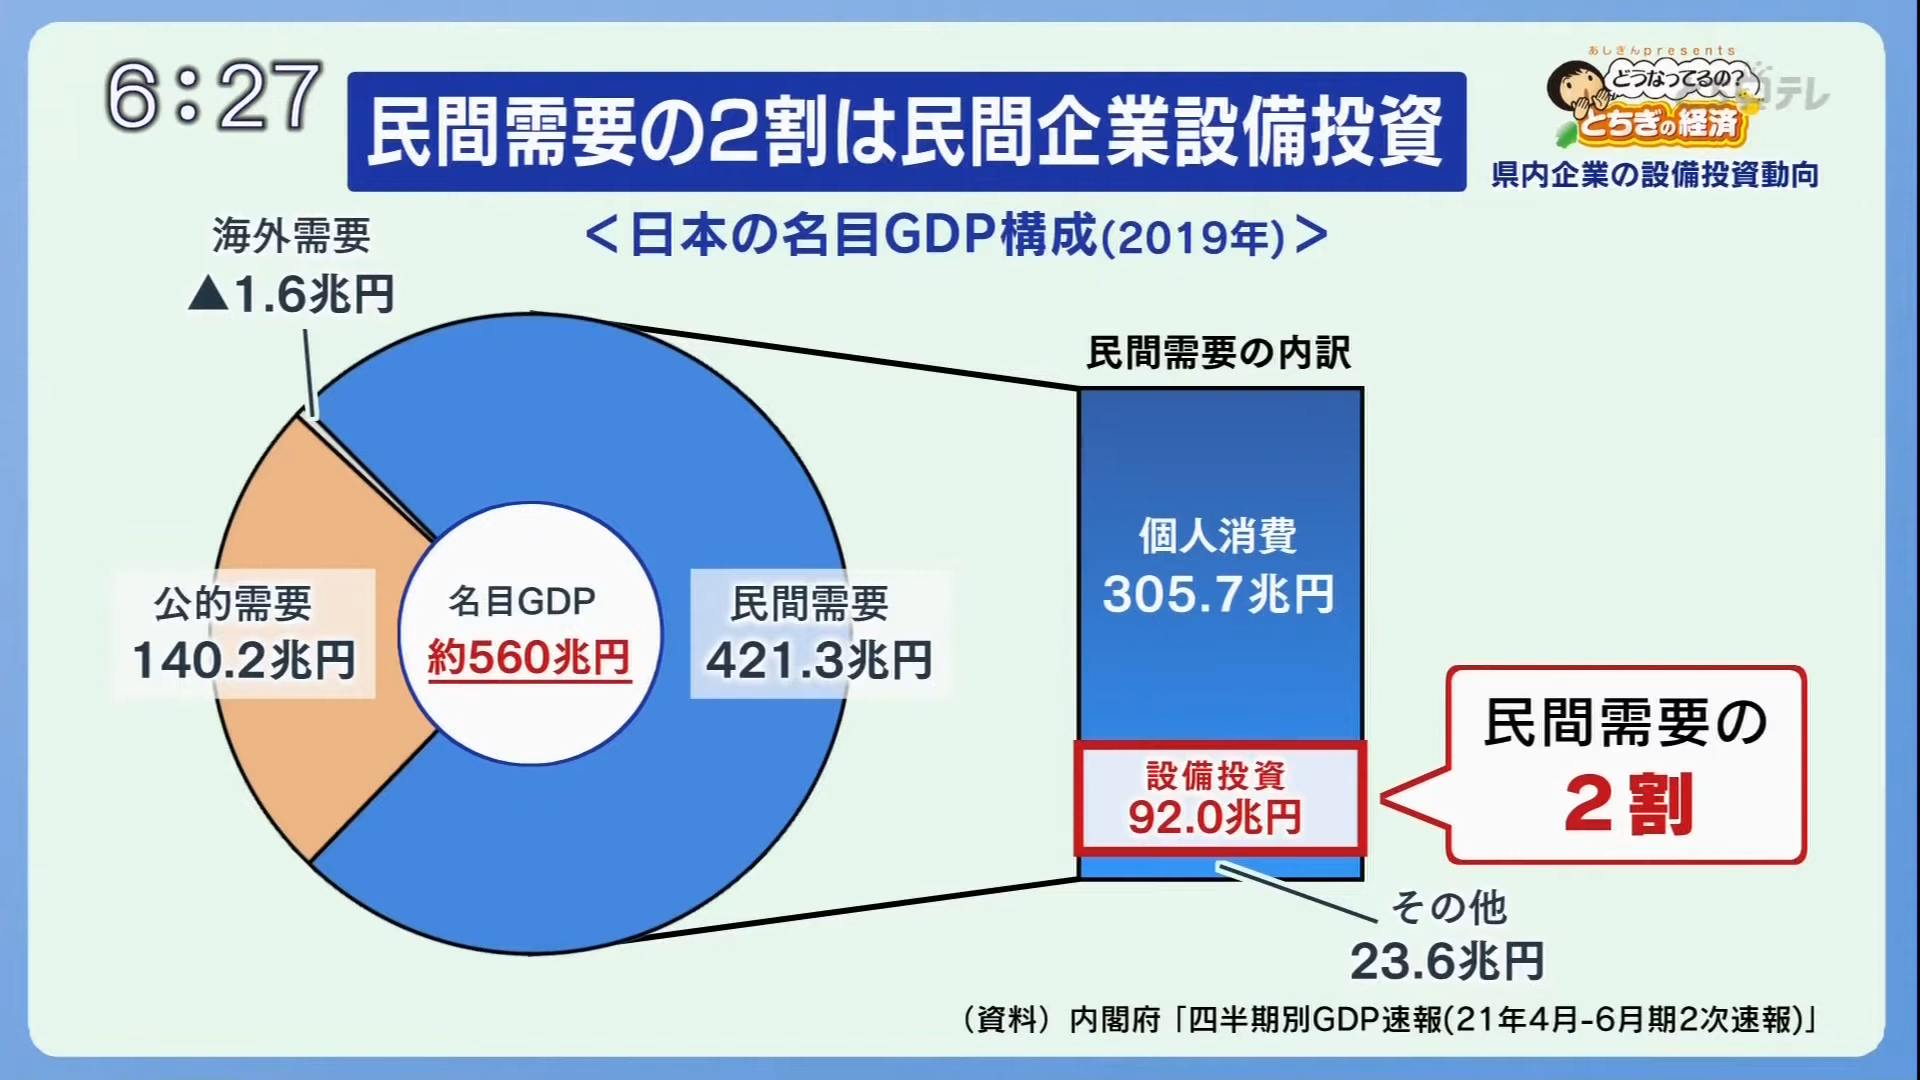 6:27
民間需要の2割は民間企業設備投資
あしぎんpresents
どうなってるの?
とちぎの経済
県内企業の設備投資動向
<日本の名目GDP構成(2019年)>
海外需要
▲1.6兆円
公的需要
140.2兆円
名目GDP
約560兆円
民間需要
421.3兆円
民間需要の内訳
個人消費
305.7兆円
設備投資
92.0兆円
民間需要の
2割
その他
23.6兆円
(資料)内閣府「四半期別GDP速報(21年4月-6月期2次速報)」